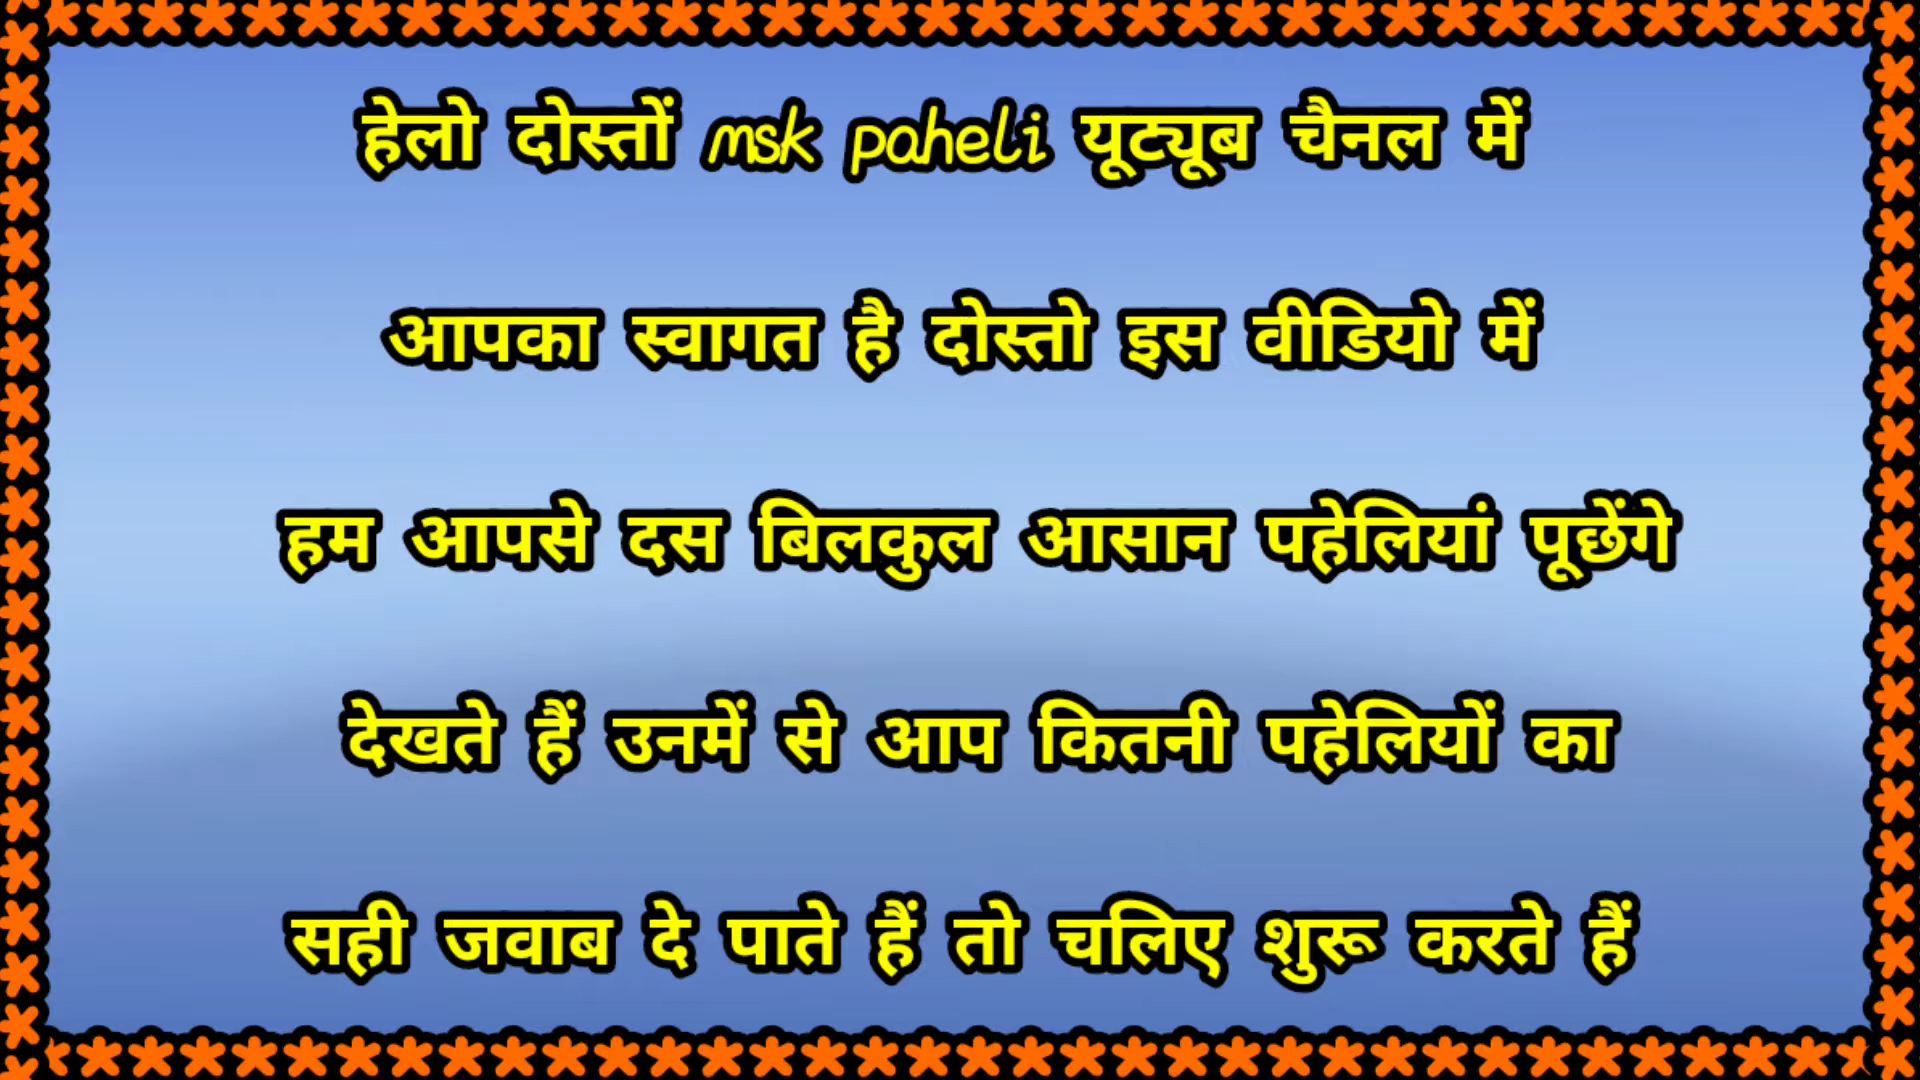 हेलो दोस्तों msk paheli यूट्यूब चैनल में
आपका स्वागत है दोस्तो इस वीडियो में
हम आपसे दस बिलकुल आसान पहेलियां पूछेंगे
देखते हैं उनमें से आप कितनी पहेलियों का
सही जवाब दे पाते हैं तो चलिए शुरू करते हैं